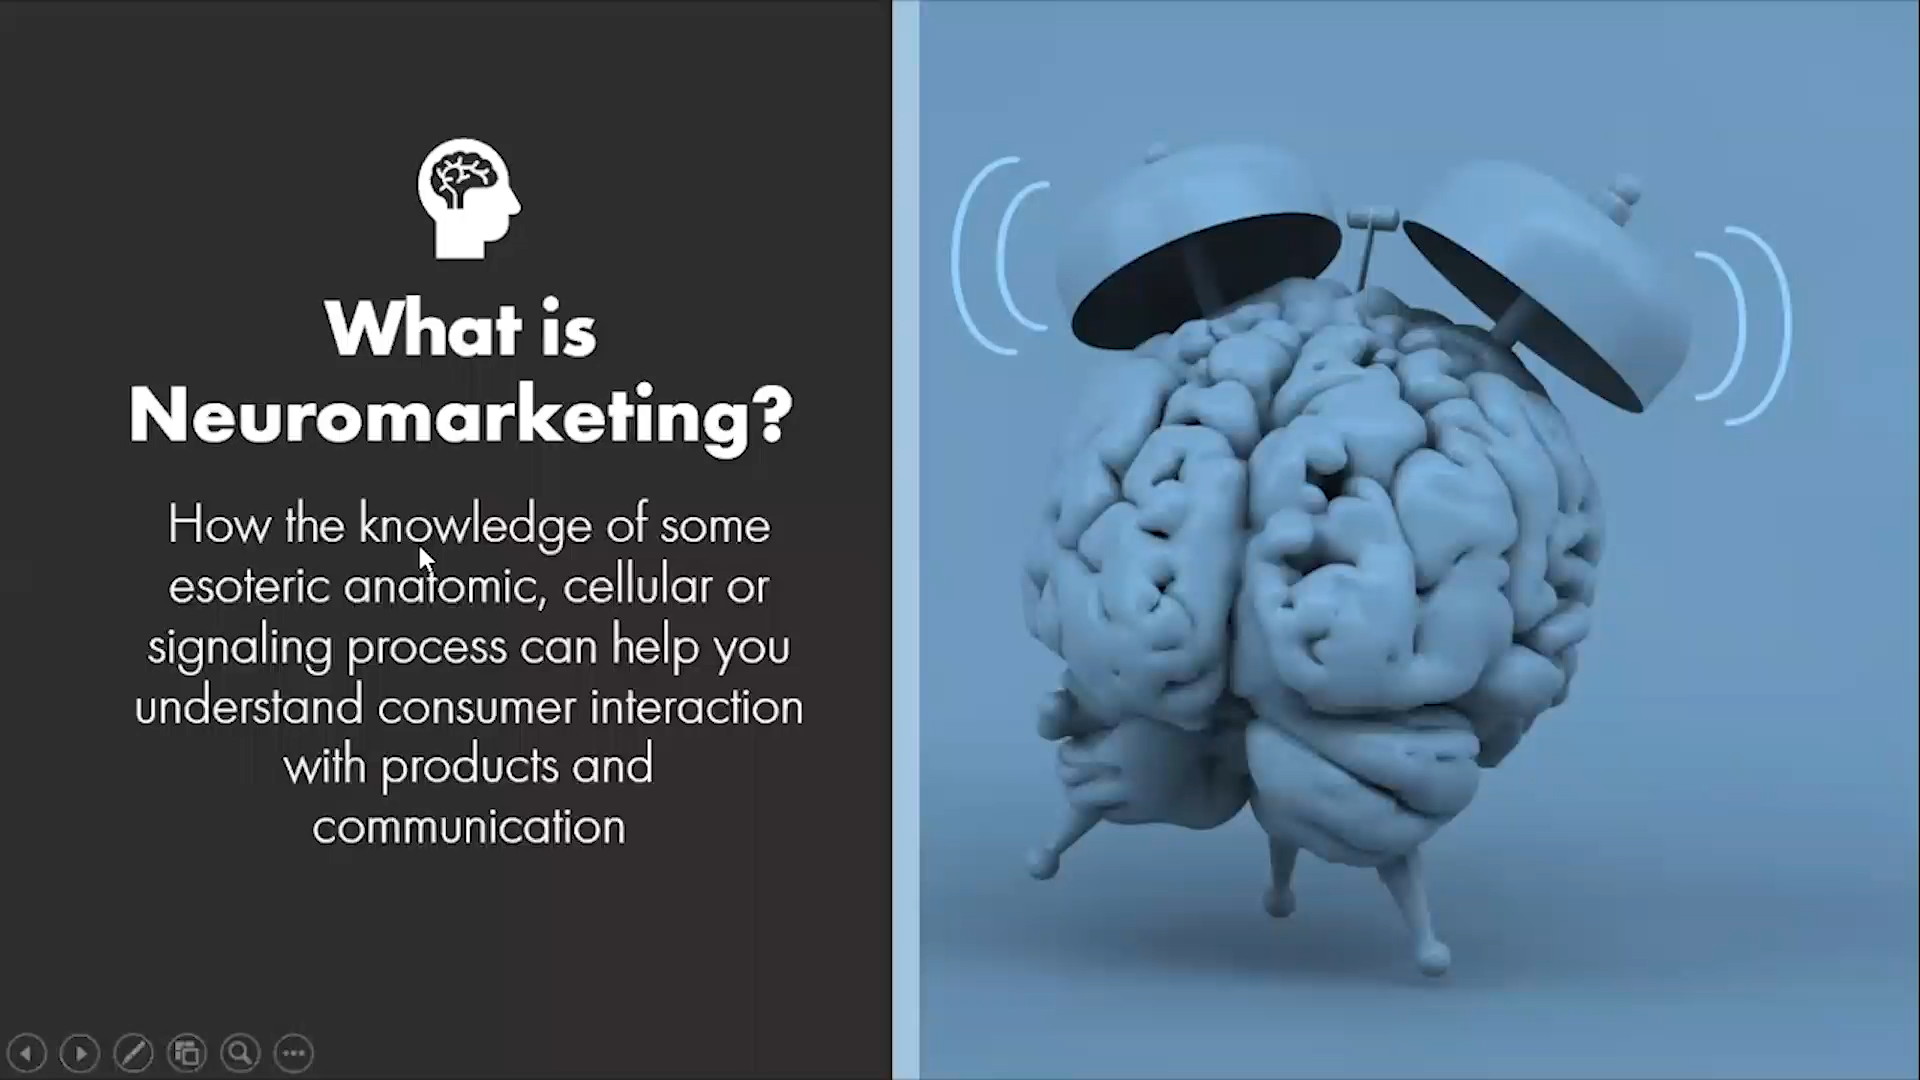 What is
Neuromarketing?
How the knowledge of some
esoteric anatomic, cellular or
signaling process can help you
understand consumer interaction
with products and
communication